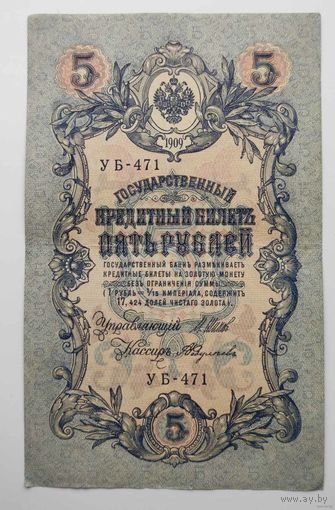 5 5
1909
УБ-471
ГОСУДАРСТВЕННЫЙ
КРЕДИТНЫЙ БИЛЕТЪ
ПЯТЬ РУБЛЕЙ
ГОСУДАРСТВЕННЫЙ БАНКЪ РАЗМѢНИВАЕТЪ
КРЕДИТНЫЕ БИЛЕТЫ НА ЗОЛОТУЮ МОНЕТУ
БЕЗЪ ОГРАНИЧЕНІЯ СУММЫ
(1 РУБЛЬ = 1/15 ИМПЕРІАЛА, СОДЕРЖИТЪ
17,424 ДОЛЕЙ ЧИСТАГО ЗОЛОТА).
Управляющій
Кассиръ
УБ-471
5
www.ay.by